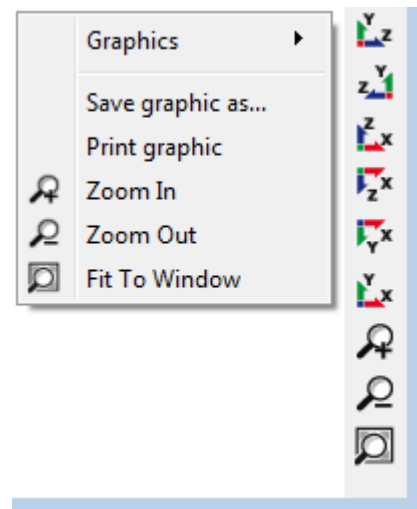 Graphics
Save graphic as...
Print graphic
Zoom In
Zoom Out
Fit To Window
Y Z
Z Y
Z X
Z X
Y X
Y X